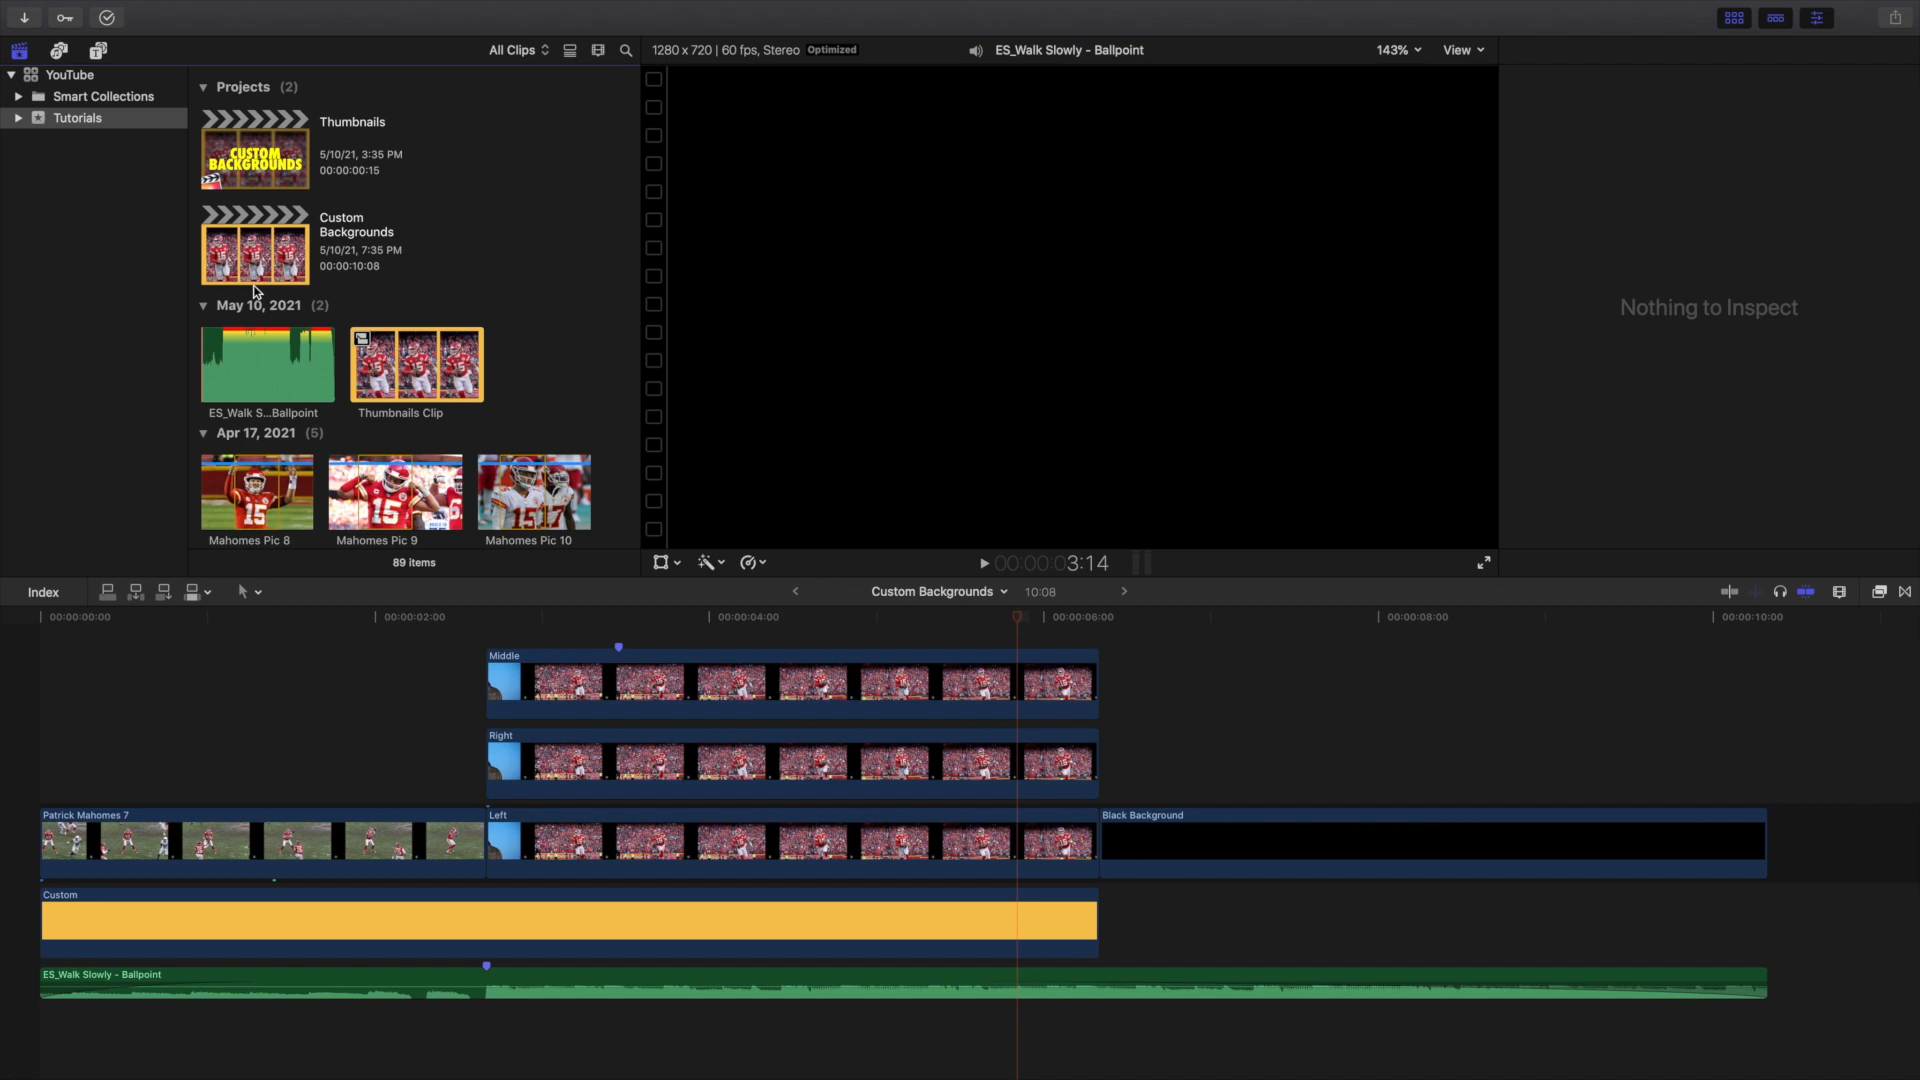 All Clips
1280 x 720 | 60 fps, Stereo Optimized
ES_Walk Slowly - Ballpoint
143%
View
YouTube
Smart Collections
Tutorials
Projects (2)
Thumbnails
5/10/21, 3:35 PM
00:00:00:15
CUSTOM
BACKGROUNDS
Custom
Backgrounds
5/10/21, 7:35 PM
00:00:10:08
May 10, 2021 (2)
ES_Walk S...Ballpoint
Thumbnails Clip
Apr 17, 2021 (5)
Mahomes Pic 8
Mahomes Pic 9
Mahomes Pic 10
89 items
Nothing to Inspect
00:00:03:14
Index
Custom Backgrounds
10:08
00:00:00:00
00:00:02:00
00:00:04:00
00:00:06:00
00:00:08:00
00:00:10:00
Middle
Right
Patrick Mahomes 7
Left
Black Background
Custom
ES_Walk Slowly - Ballpoint